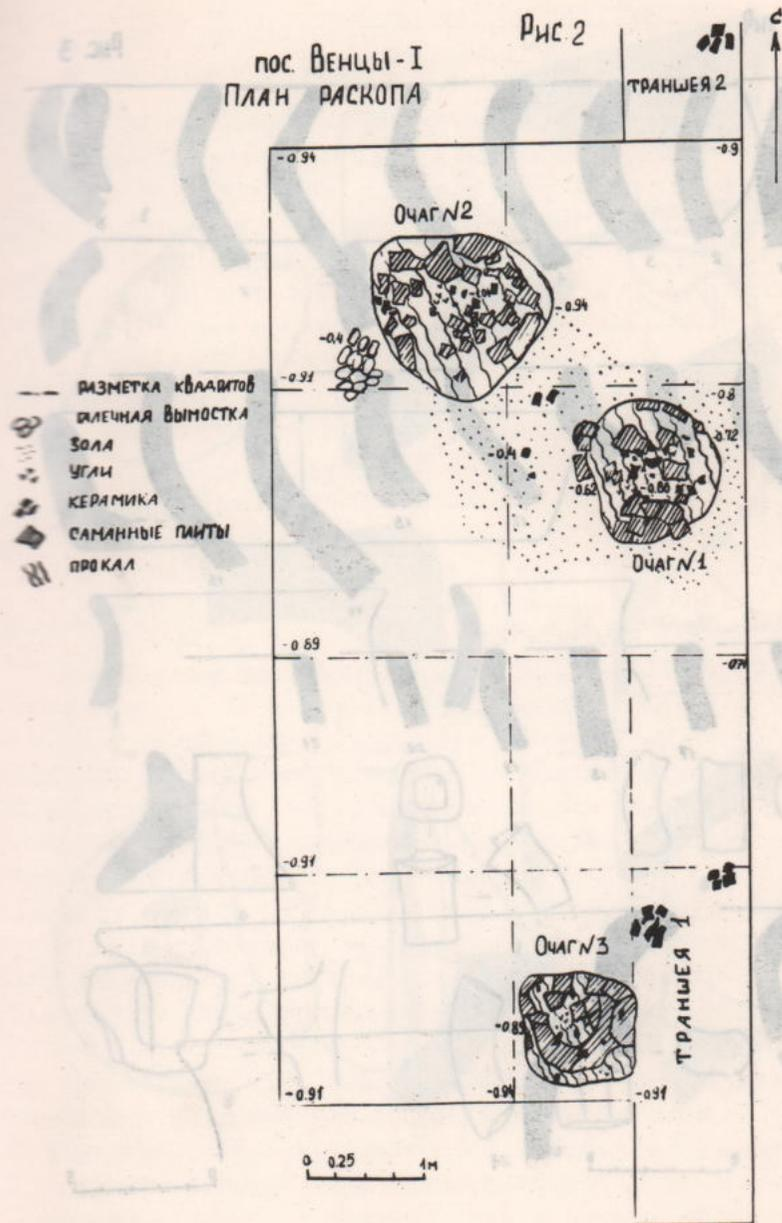 Рис 2
С
пос. Венцы-I
План раскопа
Траншея 2
-0.94
-0.9
Очаг N2
-0.94
-0.4
-0.91
-0.8
-0.72
-0.4
-0.62
-0.86
Очаг N1
разметка квадратов
галечная вымостка
зола
угли
керамика
саманные плиты
прокал
-0.89
-0.91
Очаг N3
Траншея 1
-0.91
-0.94
-0.91
0 0.25 1м
Рис 3